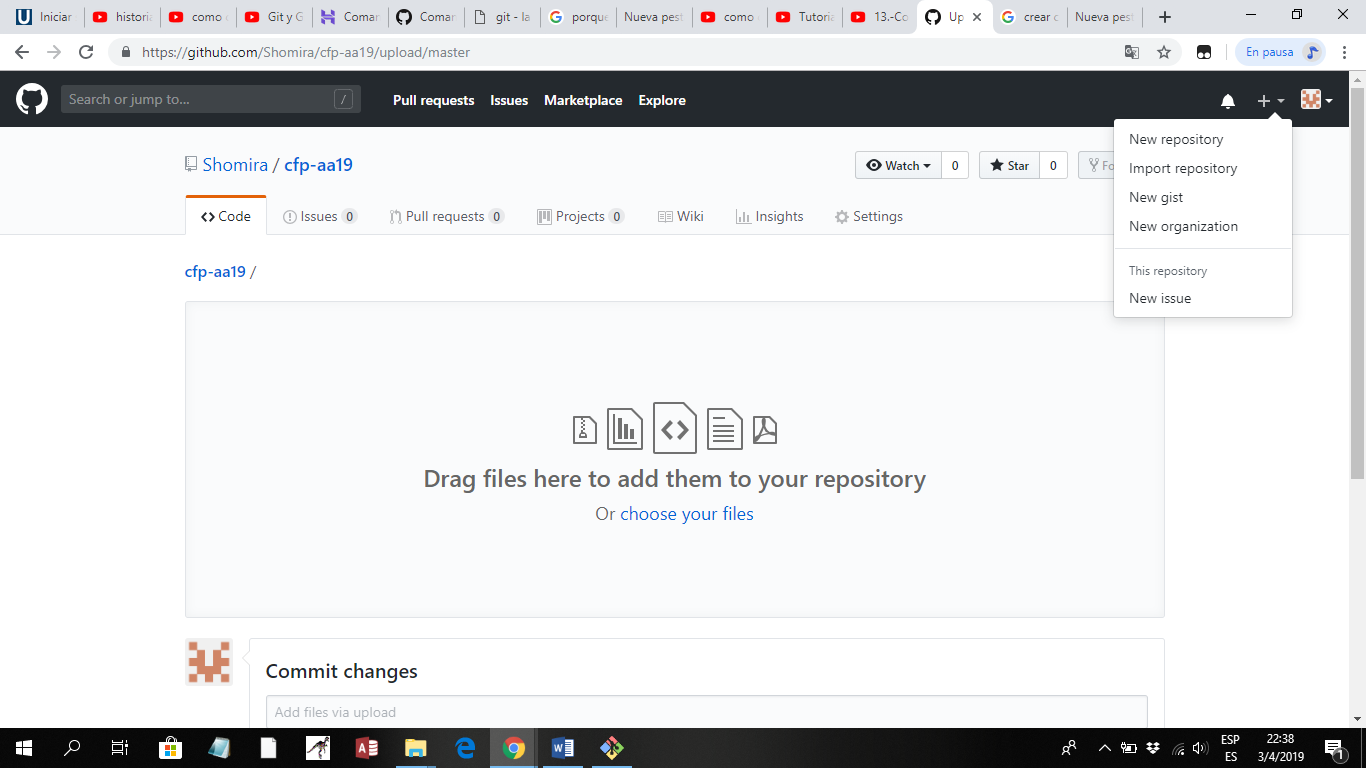 Iniciar
historia
como
Git y G
Comar
Comar
git - la
porque
Nueva pest
como
Tutoria
13.-Co
Up
crear c
Nueva pest
https://github.com/Shomira/cfp-aa19/upload/master
En pausa
Search or jump to...
/
Pull requests
Issues
Marketplace
Explore
New repository
Import repository
New gist
New organization
This repository
New issue
Shomira / cfp-aa19
Watch
0
Star
0
Fo
Code
Issues 0
Pull requests 0
Projects 0
Wiki
Insights
Settings
cfp-aa19 /
Drag files here to add them to your repository
Or choose your files
Commit changes
Add files via upload
ESP
ES
22:38
3/4/2019
1